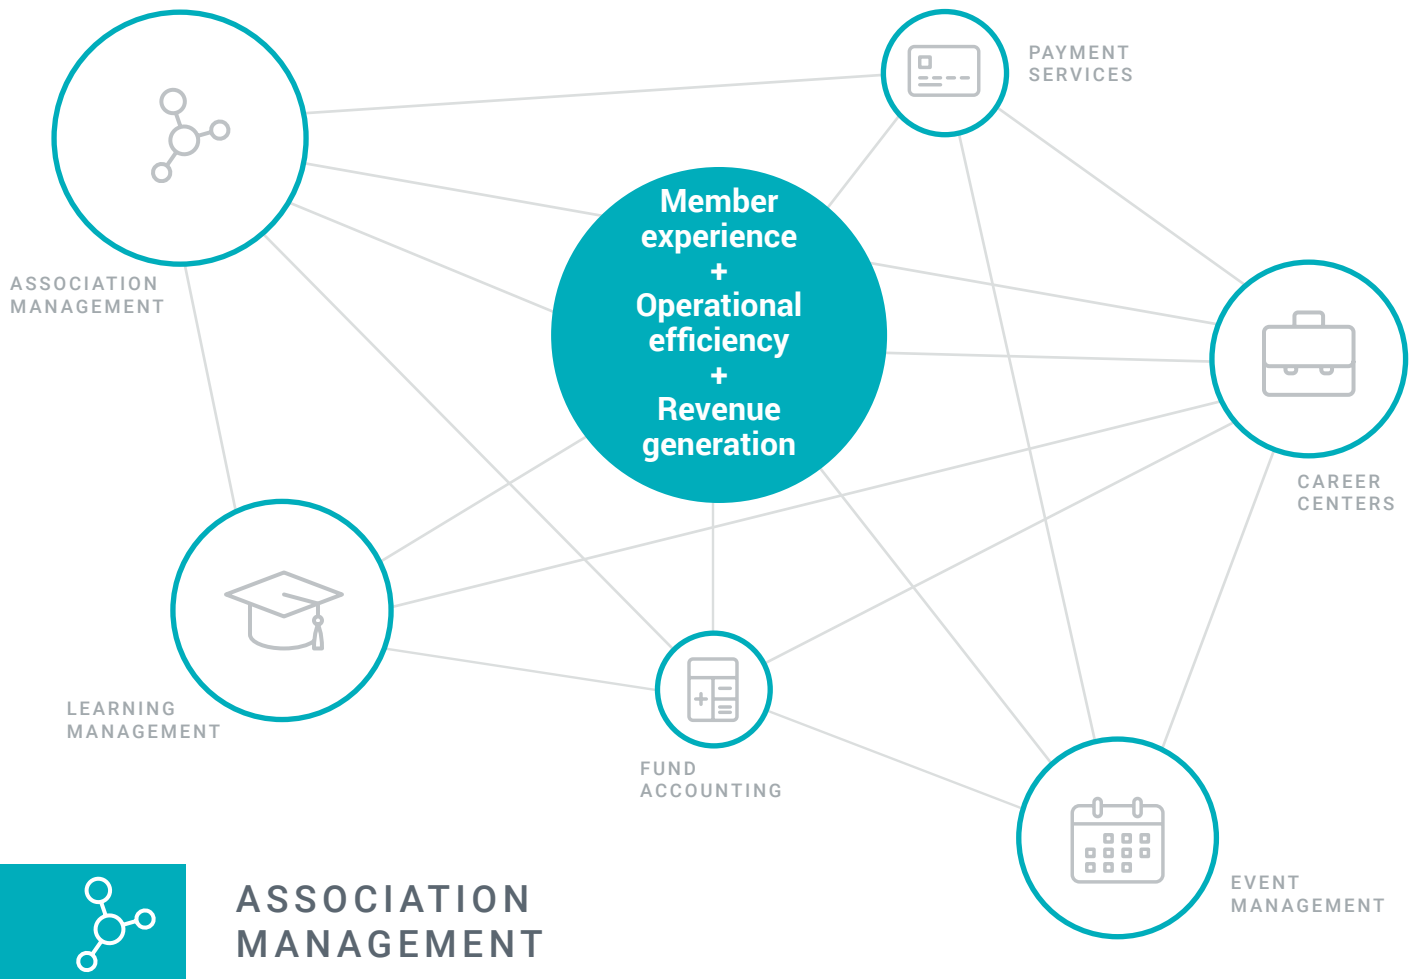 PAYMENT
SERVICES
Member
experience
+
Operational
efficiency
+
Revenue
generation
ASSOCIATION
MANAGEMENT
CAREER
CENTERS
LEARNING
MANAGEMENT
FUND
ACCOUNTING
EVENT
MANAGEMENT
ASSOCIATION
MANAGEMENT